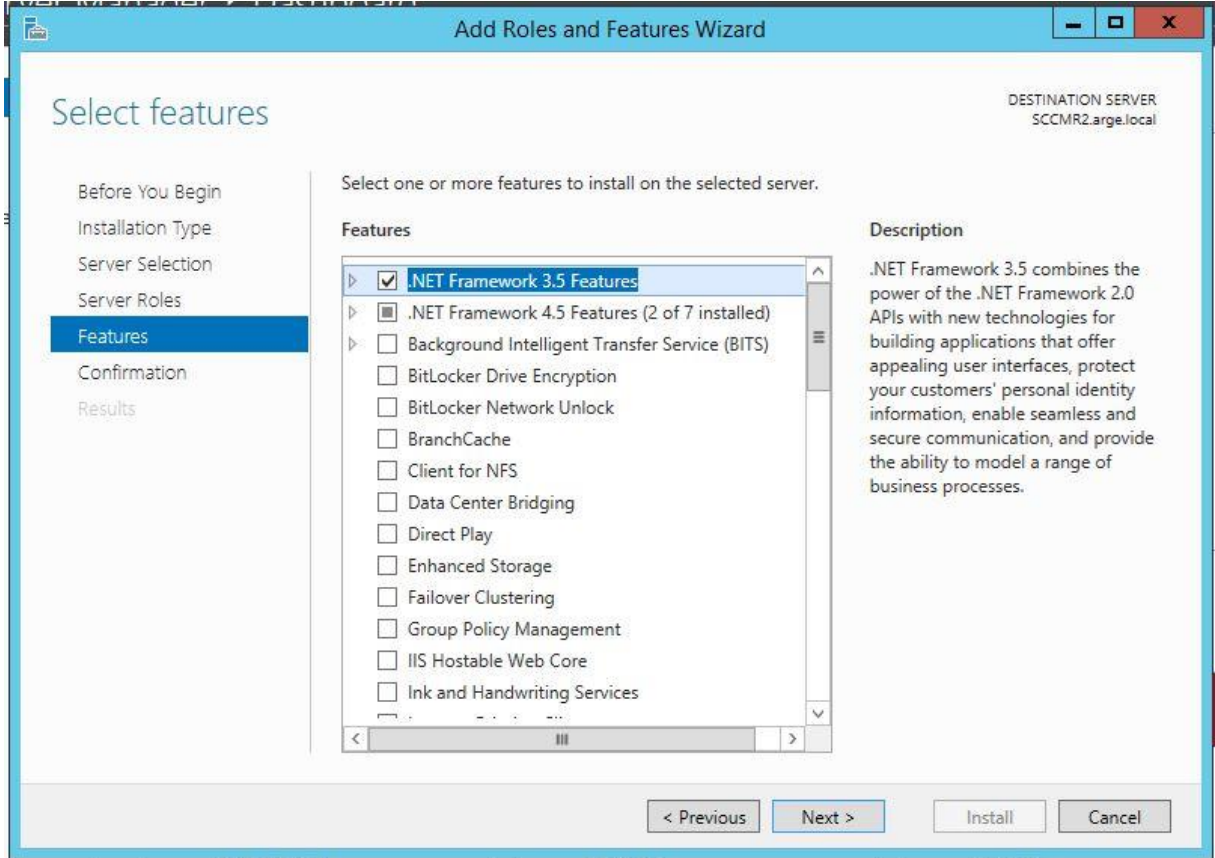 Add Roles and Features Wizard
Select features
DESTINATION SERVER
SCCMR2.arge.local
Before You Begin
Installation Type
Server Selection
Server Roles
Features
Confirmation
Results
Select one or more features to install on the selected server.
Features
.NET Framework 3.5 Features
.NET Framework 4.5 Features (2 of 7 installed)
Background Intelligent Transfer Service (BITS)
BitLocker Drive Encryption
BitLocker Network Unlock
BranchCache
Client for NFS
Data Center Bridging
Direct Play
Enhanced Storage
Failover Clustering
Group Policy Management
IIS Hostable Web Core
Ink and Handwriting Services
Description
.NET Framework 3.5 combines the
power of the .NET Framework 2.0
APIs with new technologies for
building applications that offer
appealing user interfaces, protect
your customers' personal identity
information, enable seamless and
secure communication, and provide
the ability to model a range of
business processes.
< Previous
Next >
Install
Cancel